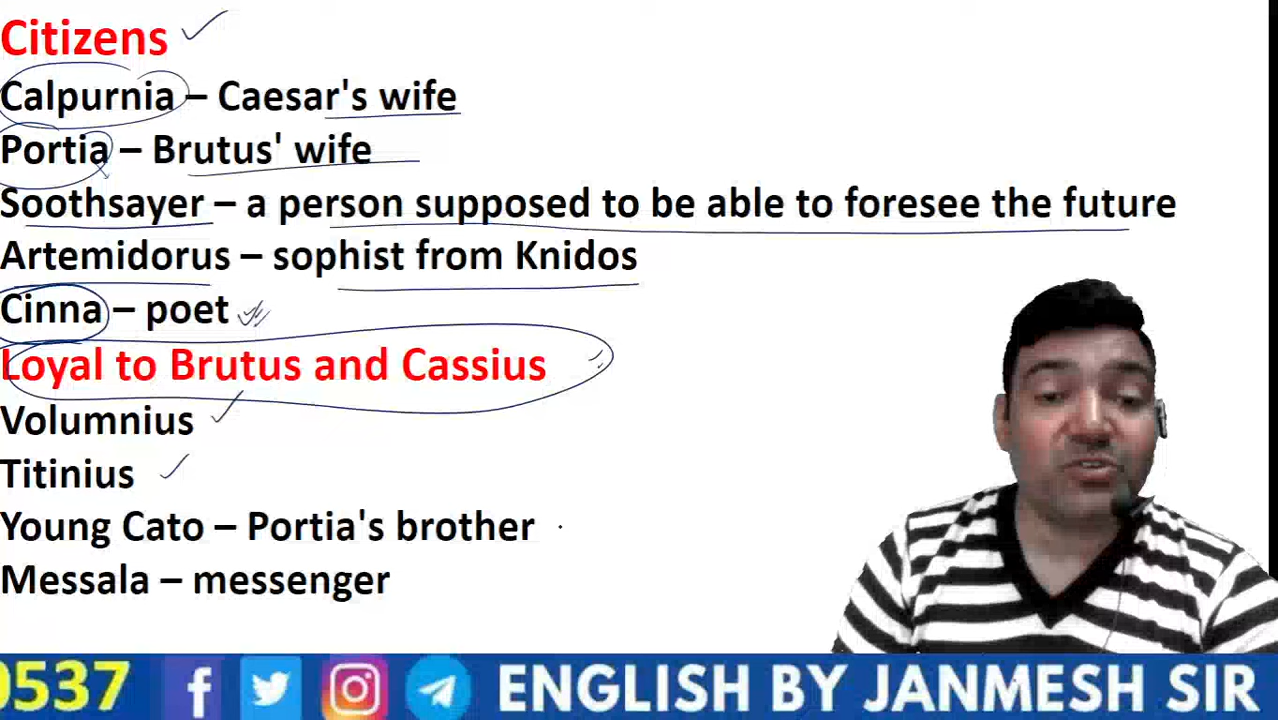 Citizens
Calpurnia – Caesar's wife
Portia – Brutus' wife
Soothsayer – a person supposed to be able to foresee the future
Artemidorus – sophist from Knidos
Cinna – poet
Loyal to Brutus and Cassius
Volumnius
Titinius
Young Cato – Portia's brother
Messala – messenger
0537 ENGLISH BY JANMESH SIR